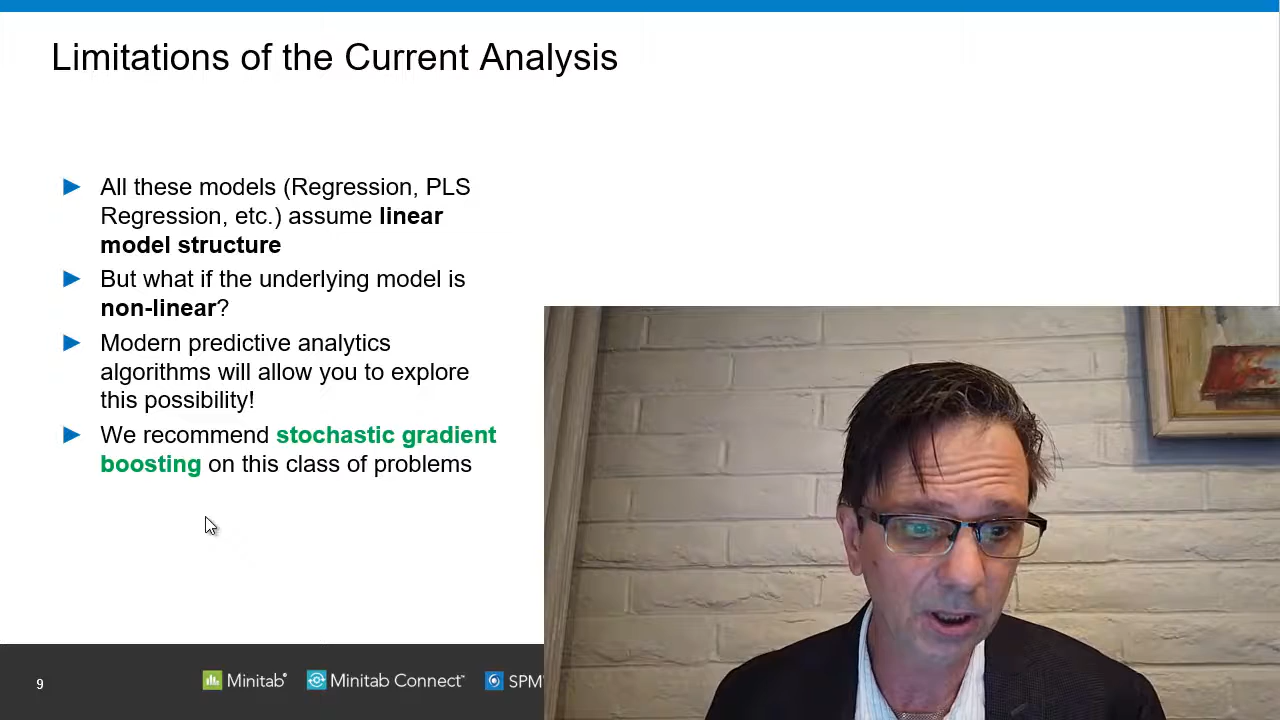 Limitations of the Current Analysis
All these models (Regression, PLS
Regression, etc.) assume linear
model structure
But what if the underlying model is
non-linear?
Modern predictive analytics
algorithms will allow you to explore
this possibility!
We recommend stochastic gradient
boosting on this class of problems
9 Minitab® Minitab Connect™ SPM